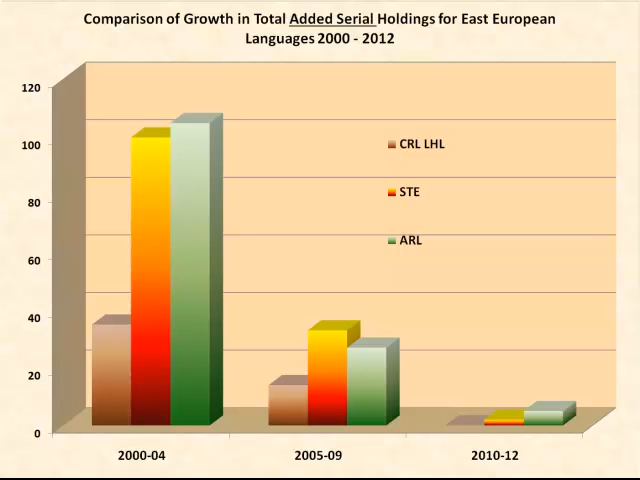 Comparison of Growth in Total Added Serial Holdings for East European
Languages 2000 - 2012
120
100
80
60
40
20
0
CRL LHL
STE
ARL
2000-04
2005-09
2010-12